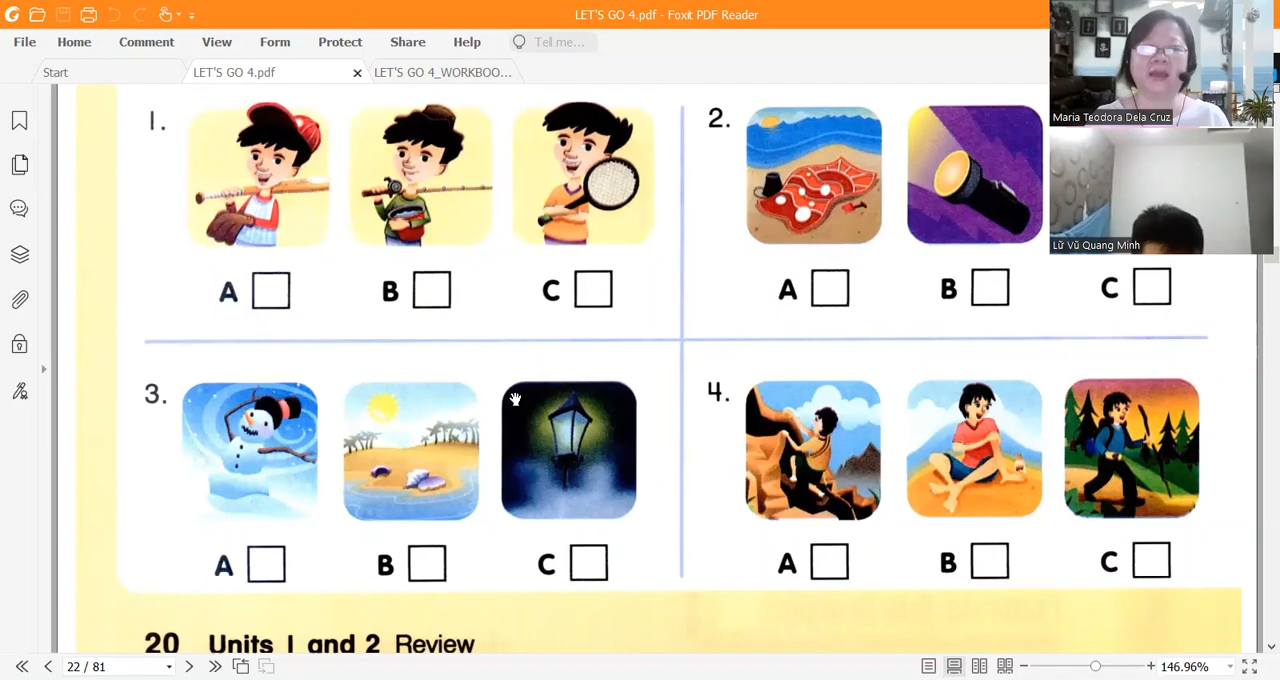 LET'S GO 4.pdf - Foxit PDF Reader
File Home Comment View Form Protect Share Help Tell me...
Start LET'S GO 4.pdf LET'S GO 4_WORKBOO...
Maria Teodora Dela Cruz
Lữ Vũ Quang Minh
1. 2.
A B C A B C
3. 4.
A B C A B C
20 Units 1 and 2 Review
22 / 81 146.96%